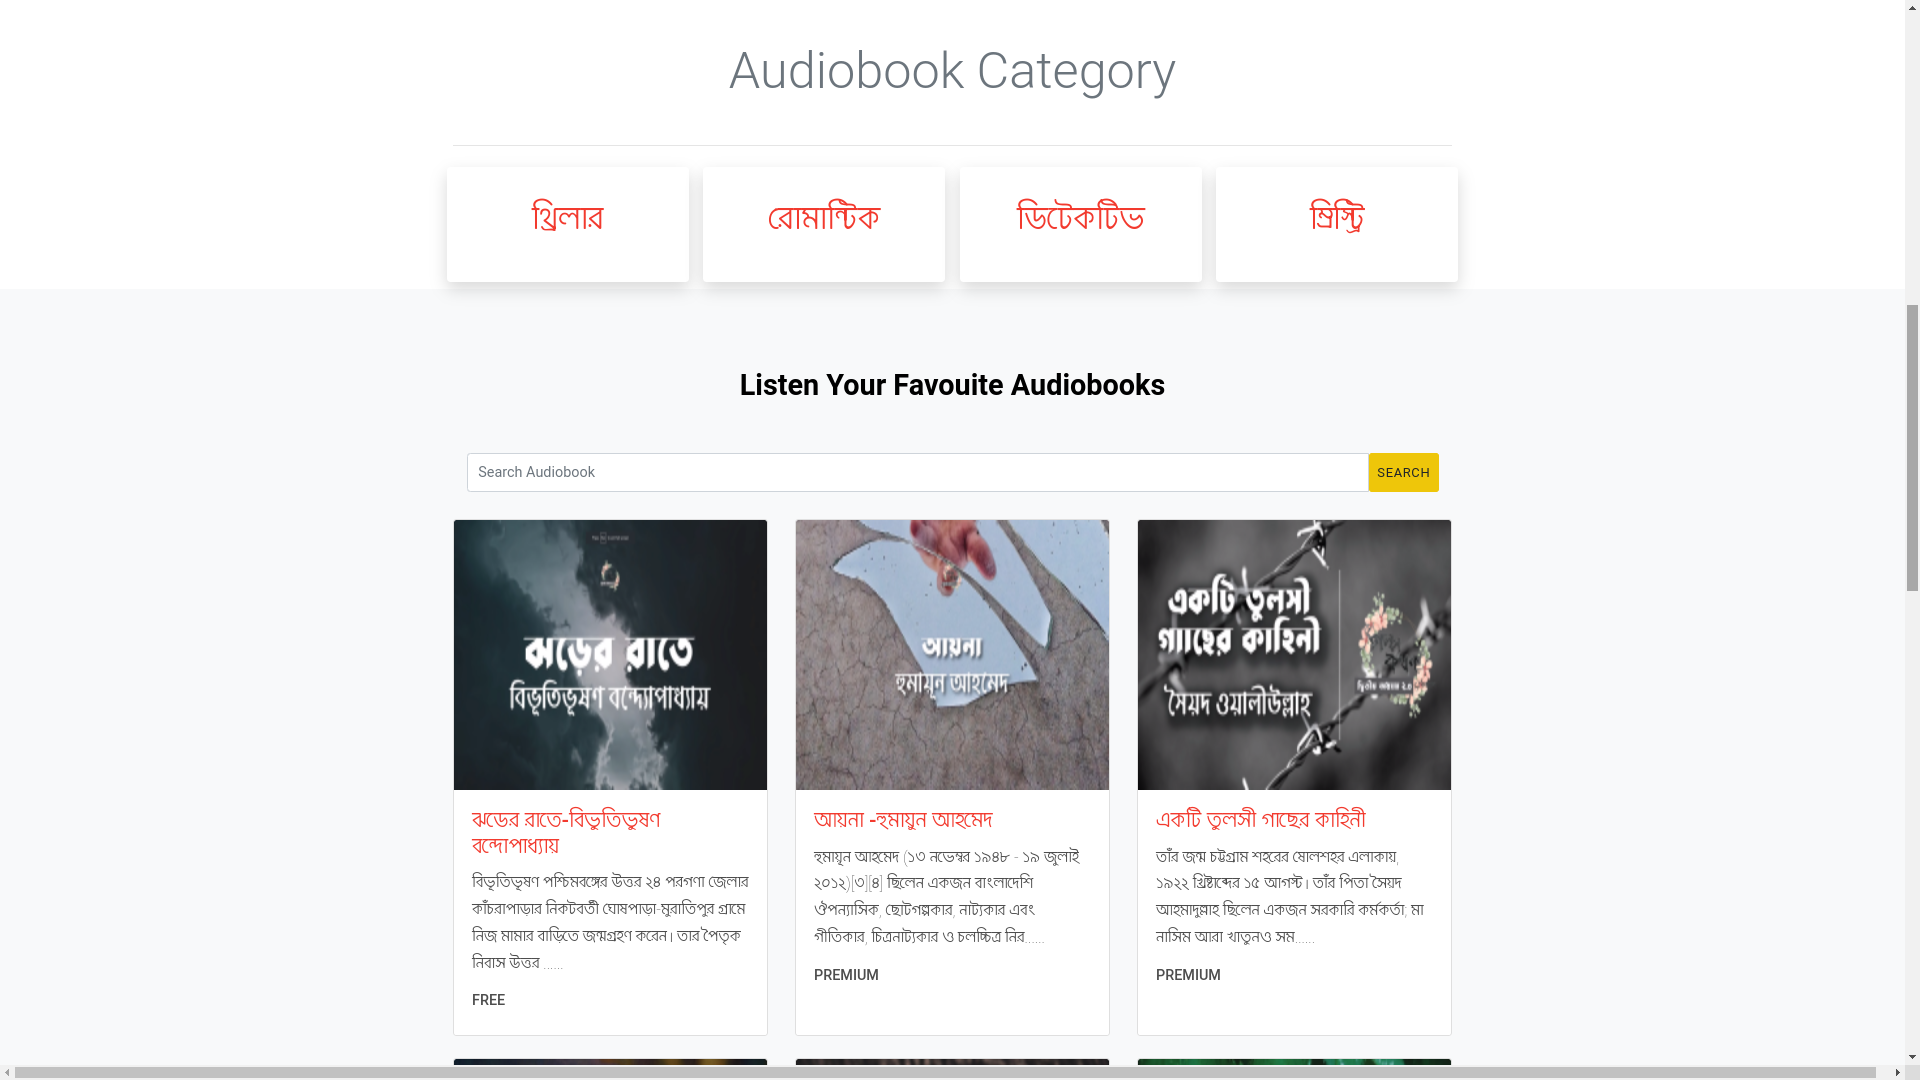 Audiobook Category
থ্রিলার
রোমান্টিক
ডিটেকটিভ
ম্রিস্ট্রি
Listen Your Favouite Audiobooks
Search Audiobook
SEARCH
ঝড়ের রাতে
বিভূতিভূষণ বন্দ্যোপাধ্যায়
আয়না
হুমায়ূন আহমেদ
একটি তুলসী
গাছের কাহিনী
সৈয়দ ওয়ালীউল্লাহ
ঝড়ের রাতে-বিভুতিভুষণ
বন্দোপাধ্যায়
বিভূতিভূষণ পশ্চিমবঙ্গের উত্তর ২৪ পরগণা জেলার
কাঁচরাপাড়ার নিকটবর্তী ঘোষপাড়া-মুরাতিপুর গ্রামে
নিজ মামার বাড়িতে জন্মগ্রহণ করেন। তার পৈতৃক
নিবাস উত্তর ......
FREE
আয়না -হুমায়ুন আহমেদ
হুমায়ূন আহমেদ (১৩ নভেম্বর ১৯৪৮ - ১৯ জুলাই
২০১২)[৩][৪] ছিলেন একজন বাংলাদেশি
ঔপন্যাসিক, ছোটগল্পকার, নাট্যকার এবং
গীতিকার, চিত্রনাট্যকার ও চলচ্চিত্র নির......
PREMIUM
একটি তুলসী গাছের কাহিনী
তাঁর জন্ম চট্টগ্রাম শহরের ষোলশহর এলাকায়,
১৯২২ খ্রিষ্টাব্দের ১৫ আগস্ট। তাঁর পিতা সৈয়দ
আহমাদুল্লাহ ছিলেন একজন সরকারি কর্মকর্তা; মা
নাসিম আরা খাতুনও সম......
PREMIUM